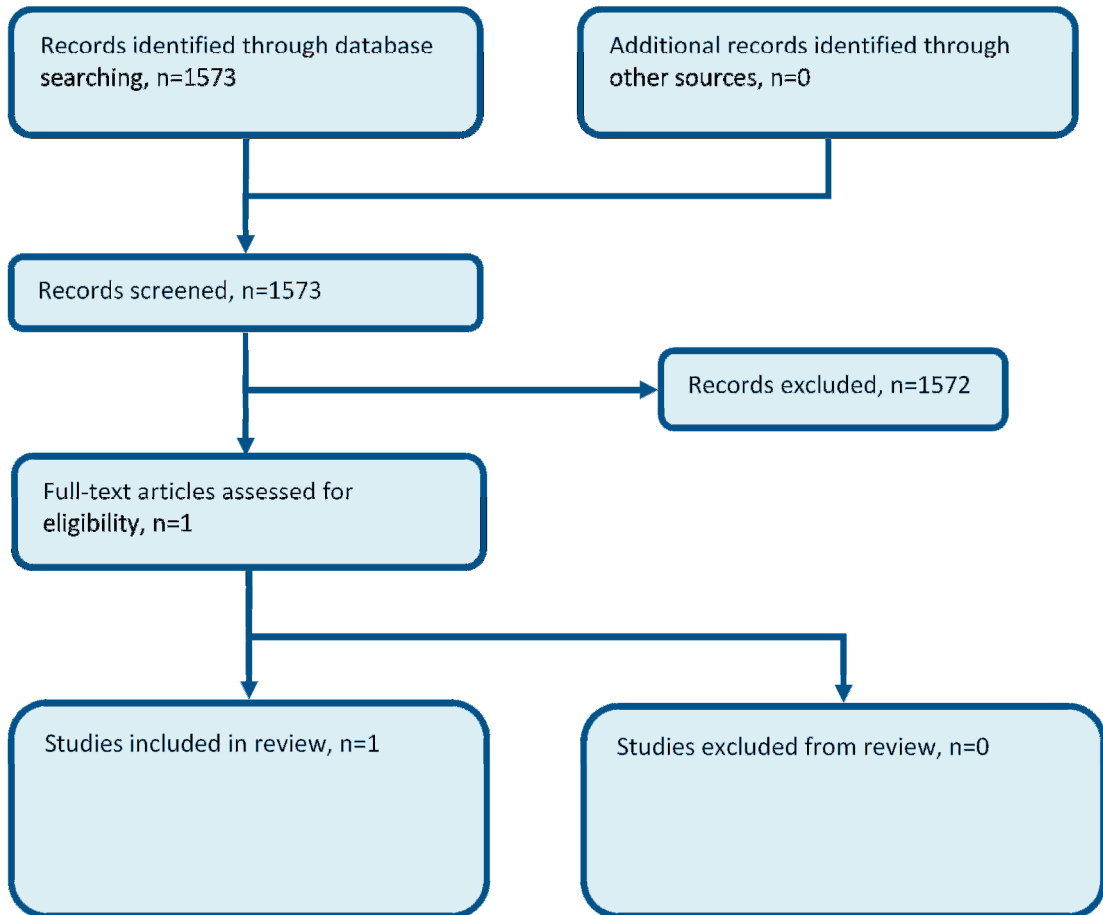 Records identified through database
searching, n=1573
Additional records identified through
other sources, n=0
Records screened, n=1573
Records excluded, n=1572
Full-text articles assessed for
eligibility, n=1
Studies included in review, n=1
Studies excluded from review, n=0